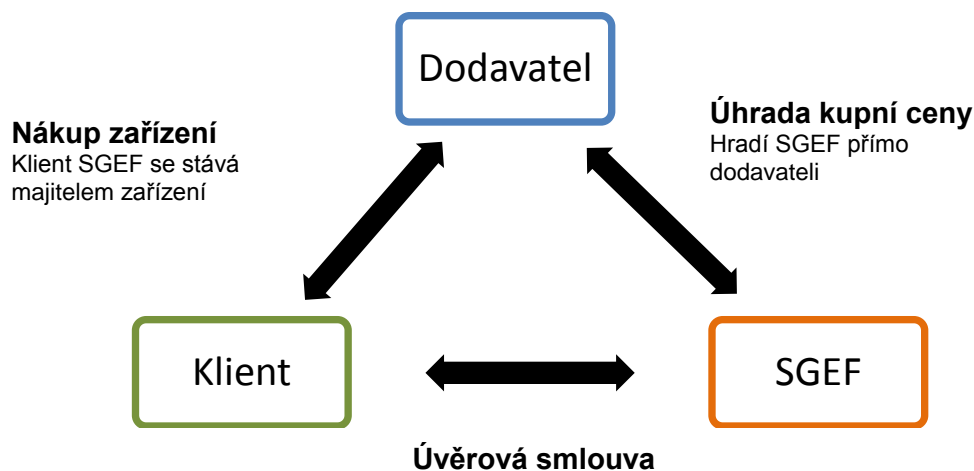 Dodavatel
Nákup zařízení
Klient SGEF se stává
majitelem zařízení
Úhrada kupní ceny
Hradí SGEF přímo
dodavateli
Klient
SGEF
Úvěrová smlouva